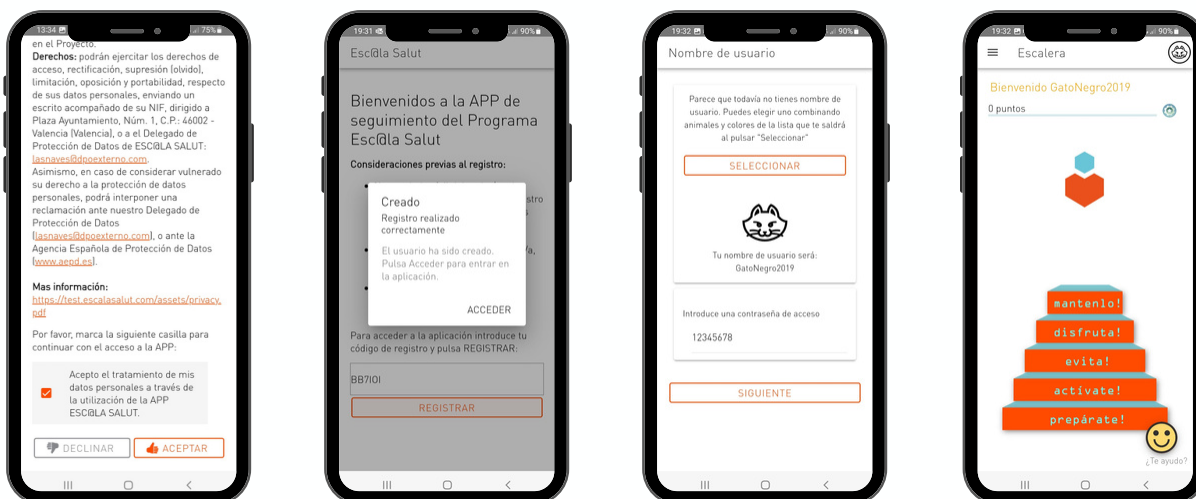 13:34 75%
en el Proyecto.
Derechos: podrán ejercitar los derechos de
acceso, rectificación, supresión (olvido),
limitación, oposición y portabilidad, respecto
de sus datos personales, enviando un
escrito acompañado de su NIF, dirigido a
Plaza Ayuntamiento, Núm. 1, C.P.: 46002 -
Valencia (Valencia), o a el Delegado de
Protección de Datos de ESC@LA SALUT:
lasnaves@dpoexterno.com.
Asimismo, en caso de considerar vulnerado
su derecho a la protección de datos
personales, podrá interponer una
reclamación ante nuestro Delegado de
Protección de Datos
(lasnaves@dpoexterno.com), o ante la
Agencia Española de Protección de Datos
(www.aepd.es).
Mas información:
https://test.escalasalut.com/assets/privacy.
pdf
Por favor, marca la siguiente casilla para
continuar con el acceso a la APP:
Acepto el tratamiento de mis
datos personales a través de
la utilización de la APP
ESC@LA SALUT.
DECLINAR
ACEPTAR
19:31 90%
Esc@la Salut
Bienvenidos a la APP de
seguimiento del Programa
Esc@la Salut
Consideraciones previas al registro:
Creado
Registro realizado
correctamente
El usuario ha sido creado.
Pulsa Acceder para entrar en
la aplicación.
ACCEDER
Para acceder a la aplicación introduce tu
código de registro y pulsa REGISTRAR:
BB7IOI
REGISTRAR
19:32 90%
Nombre de usuario
Parece que todavía no tienes nombre de
usuario. Puedes elegir uno combinando
animales y colores de la lista que te saldrá
al pulsar "Seleccionar"
SELECCIONAR
Tu nombre de usuario será:
GatoNegro2019
Introduce una contraseña de acceso
12345678
SIGUIENTE
19:32 90%
Escalera
Bienvenido GatoNegro2019
0 puntos
mantenlo!
disfruta!
evita!
actívate!
prepárate!
¿Te ayudo?